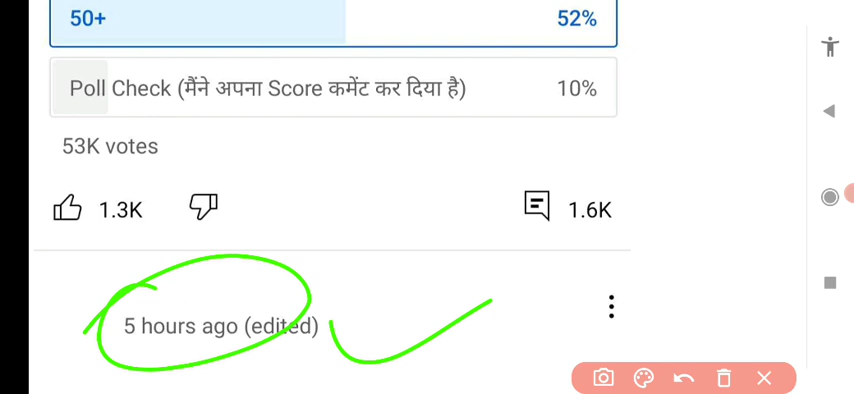 50+ 52%
Poll Check (मैंने अपना Score कमेंट कर दिया है) 10%
53K votes
1.3K 1.6K
5 hours ago (edited)